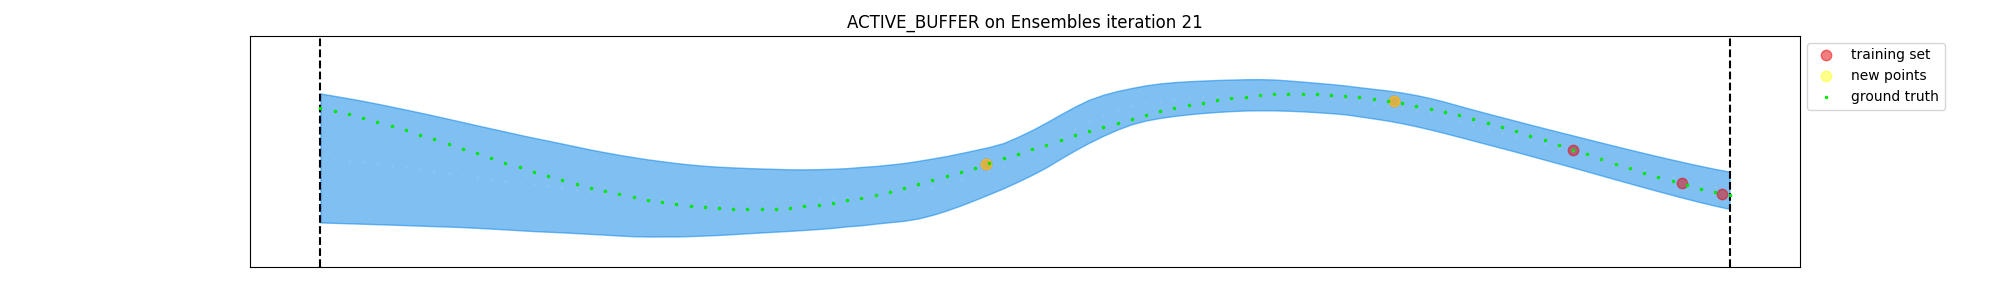 ACTIVE_BUFFER on Ensembles iteration 21
training set
new points
ground truth